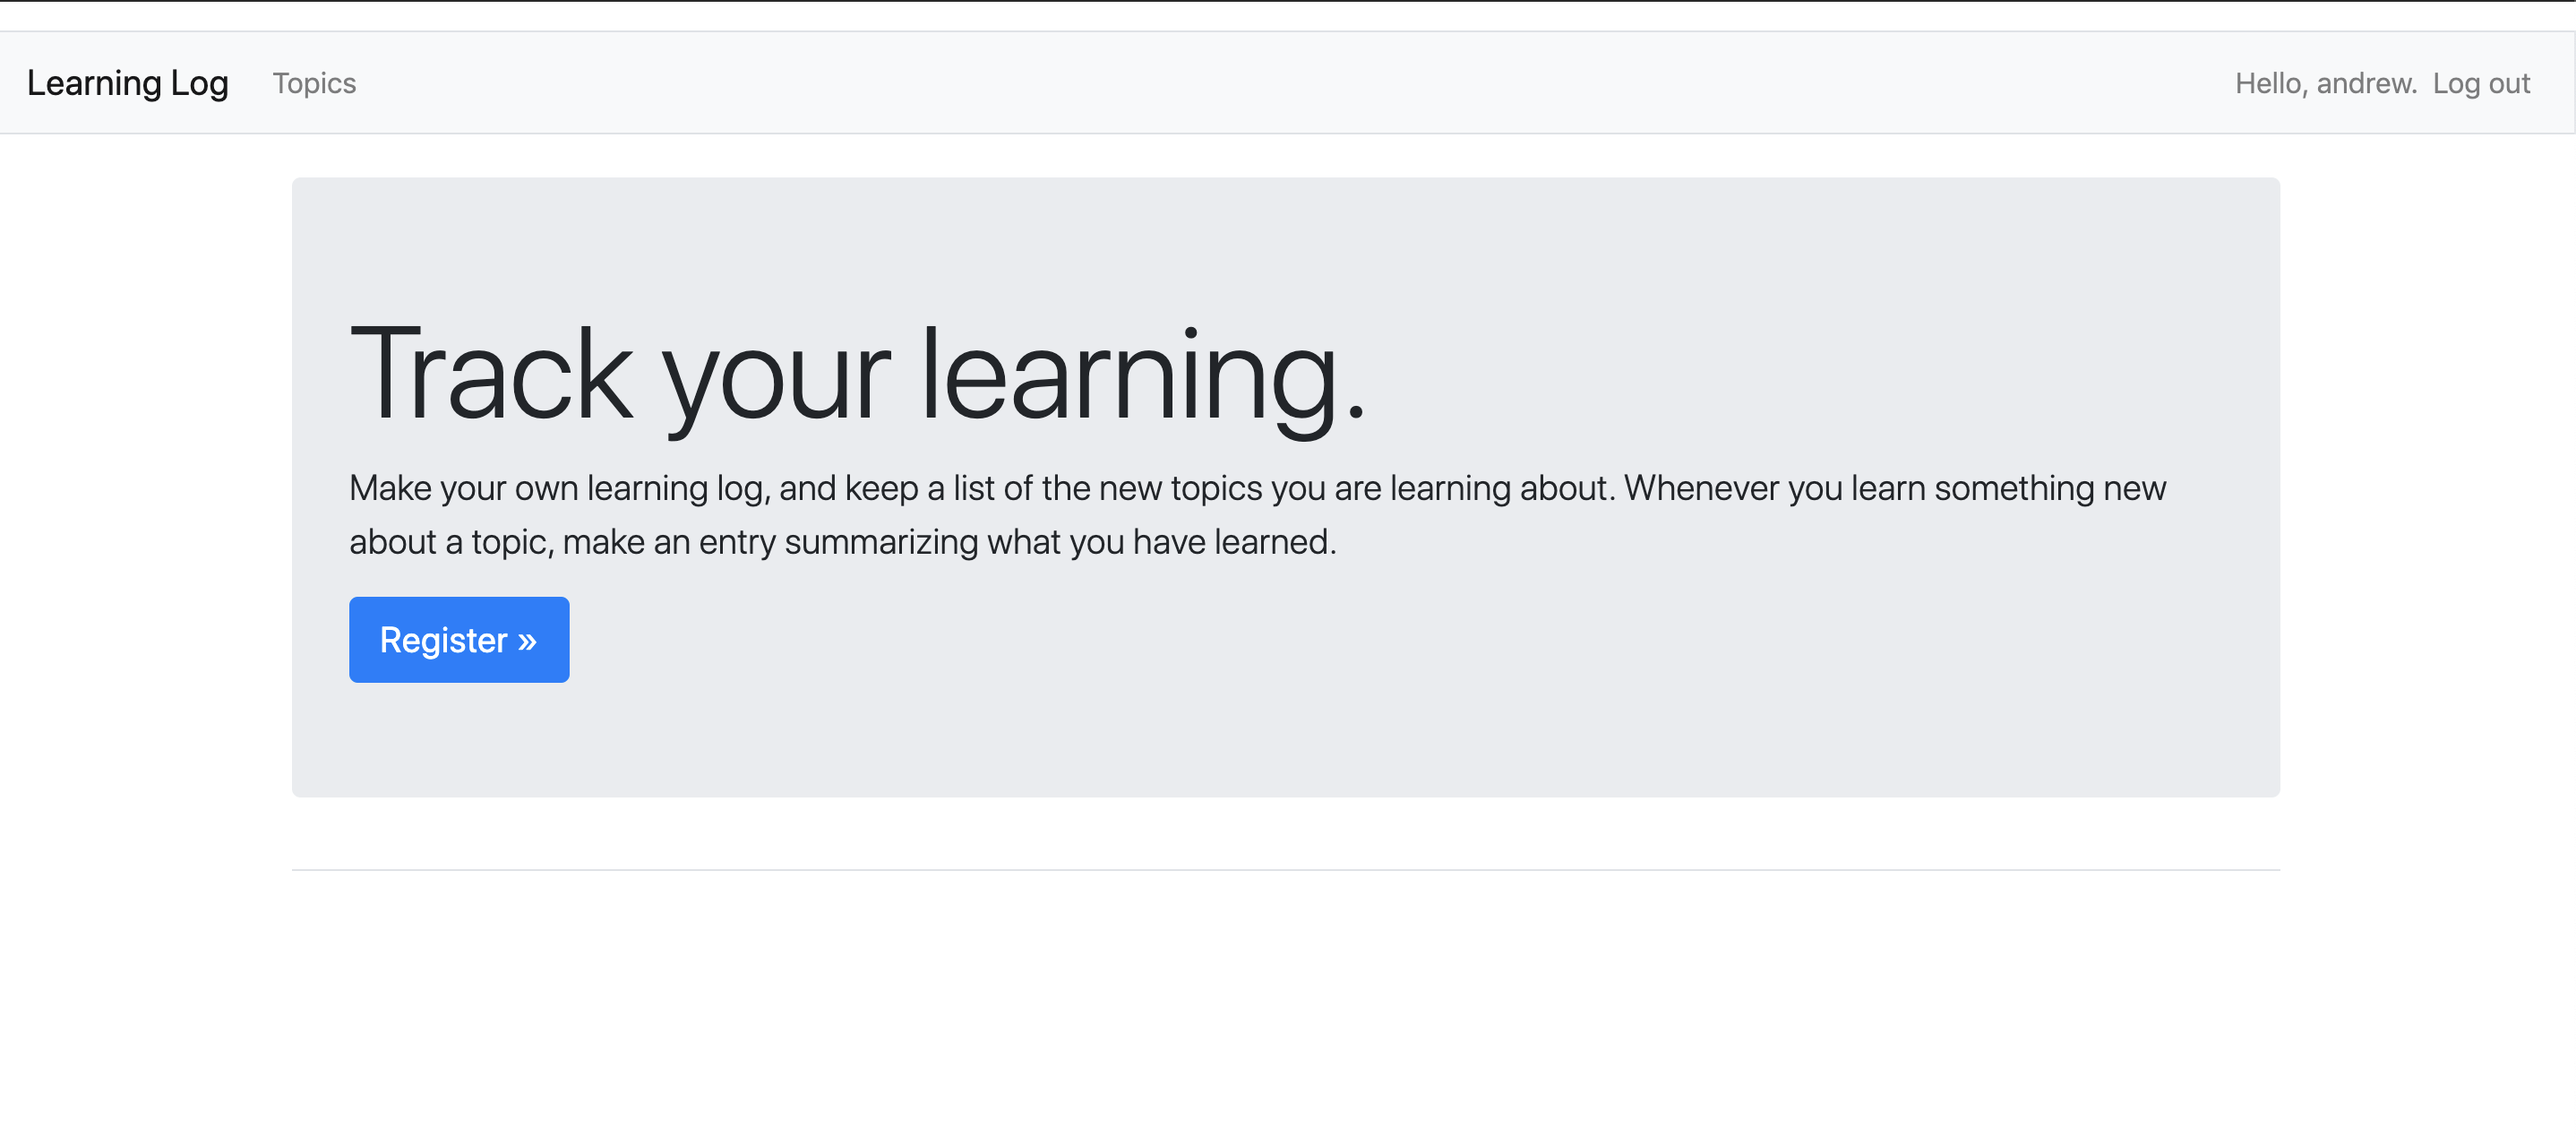 Learning Log Topics Hello, andrew. Log out
Track your learning.
Make your own learning log, and keep a list of the new topics you are learning about. Whenever you learn something new
about a topic, make an entry summarizing what you have learned.
Register »